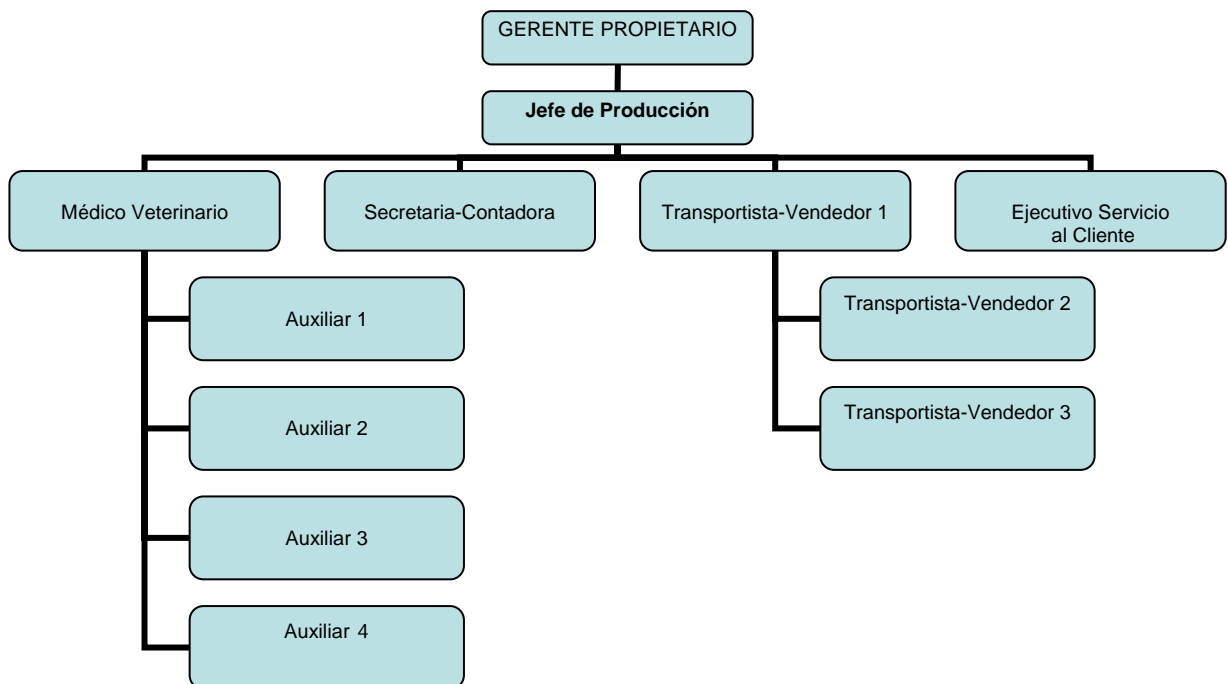 GERENTE PROPIETARIO
Jefe de Producción
Médico Veterinario
Secretaria-Contadora
Transportista-Vendedor 1
Ejecutivo Servicio
al Cliente
Auxiliar 1
Auxiliar 2
Auxiliar 3
Auxiliar 4
Transportista-Vendedor 2
Transportista-Vendedor 3